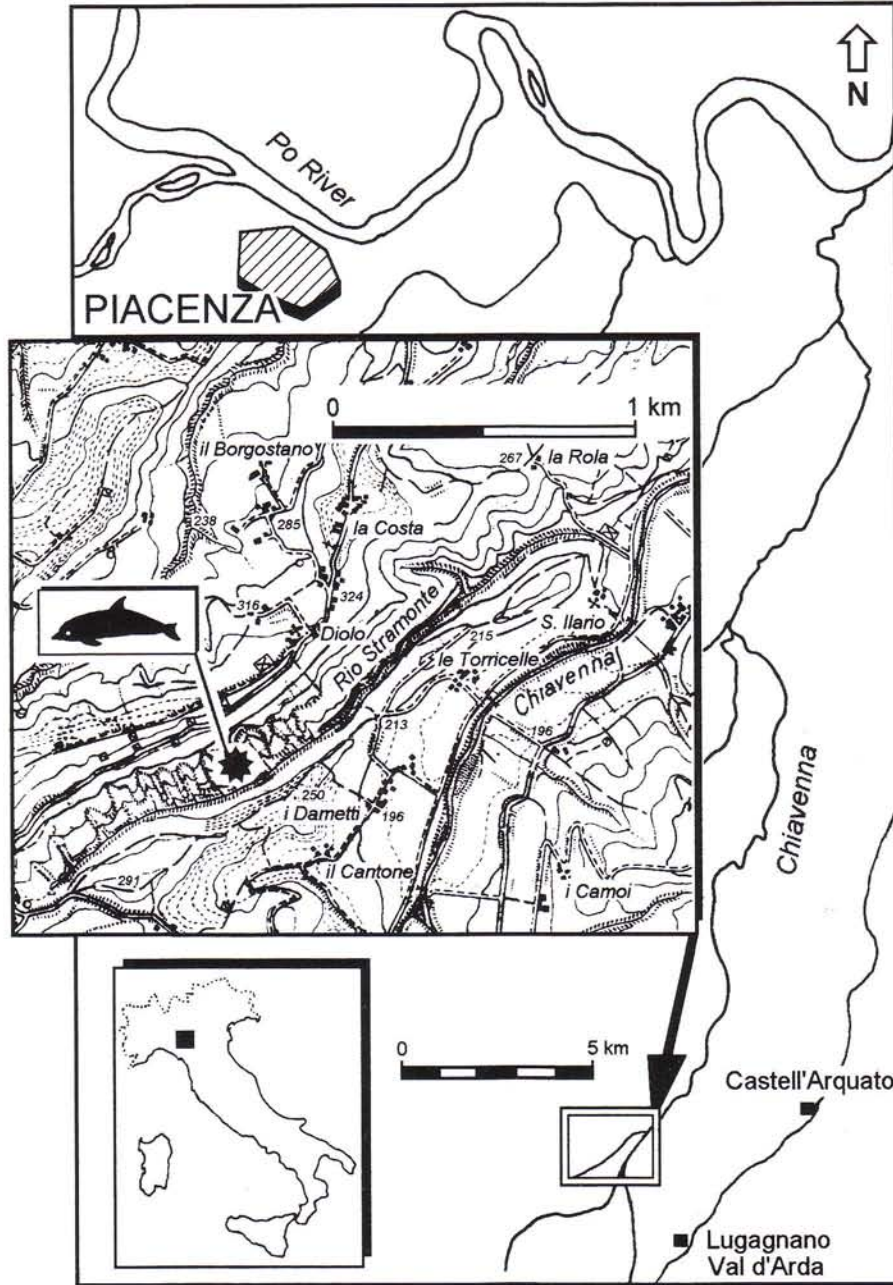 N
Po River
PIACENZA
0 1 km
il Borgostano
267
la Rola
238
285
la Costa
316
324
Diolo
Rio Stramonte
215
S. Ilario
le Torricelle
Chiavenna
213
196
250
i Dametti
196
il Cantone
291
i Camoi
Chiavenna
0 5 km
Castell'Arquato
Lugagnano
Val d'Arda